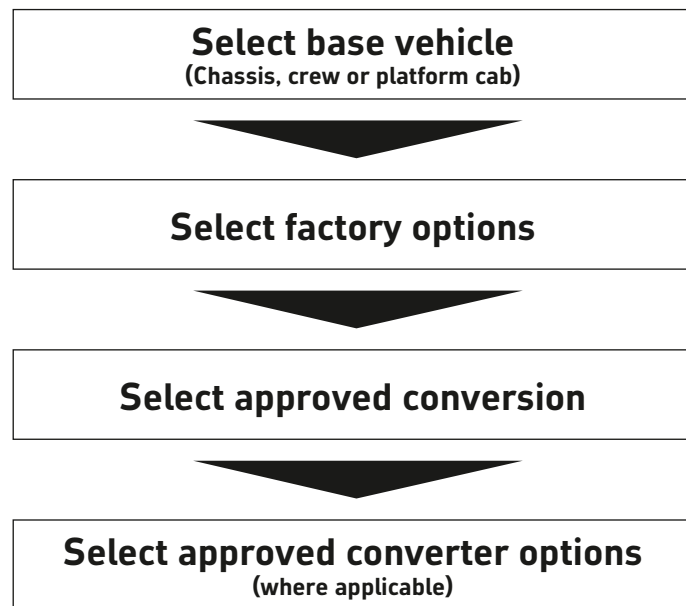 Select base vehicle
(Chassis, crew or platform cab)
Select factory options
Select approved conversion
Select approved converter options
(where applicable)